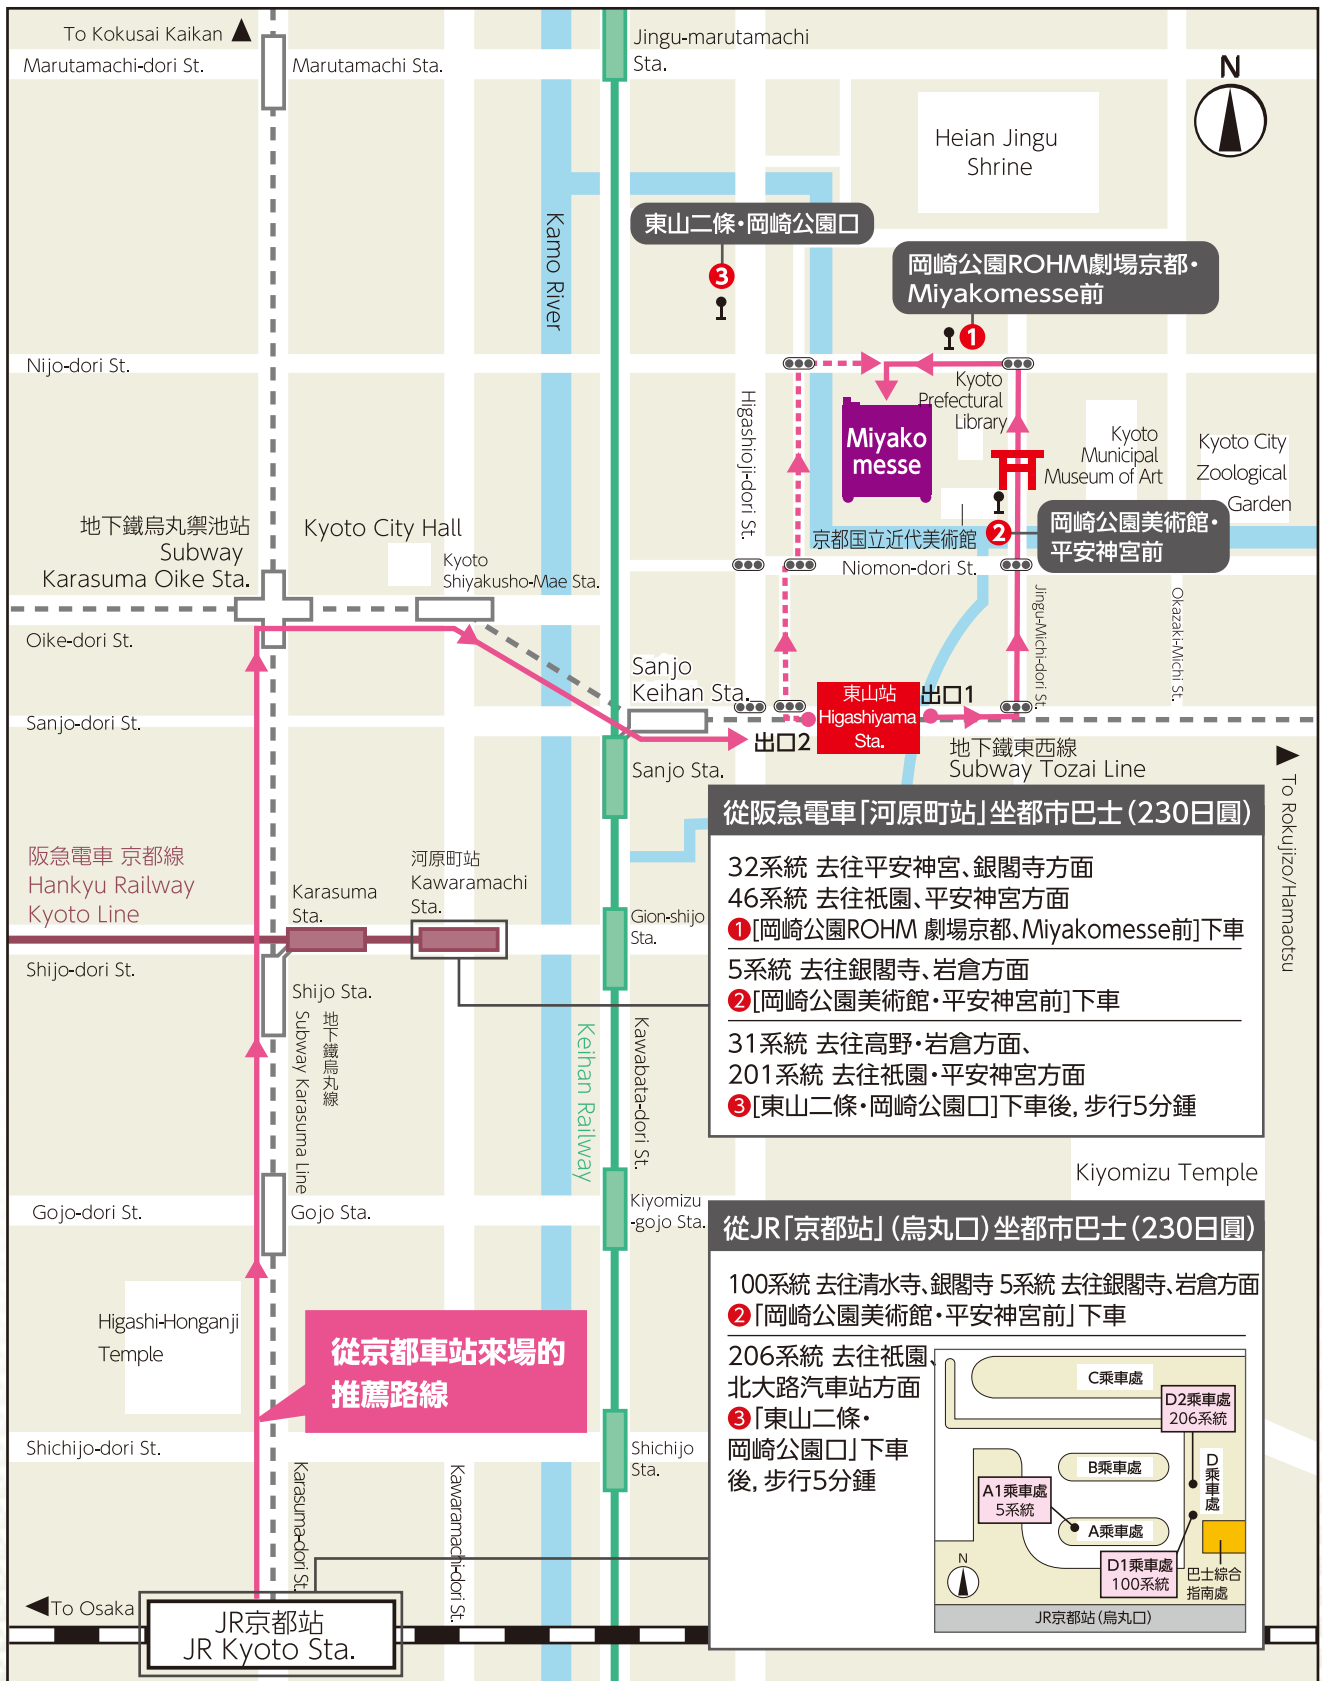 To Kokusai Kaikan
Marutamachi-dori St.
Marutamachi Sta.
Jingu-marutamachi
Sta.
N
Heian Jingu
Shrine
Kamo River
東山二條・岡崎公園口
3
岡崎公園ROHM劇場京都・
Miyakomesse前
1
Nijo-dori St.
Higashioji-dori St.
Kyoto
Prefectural
Library
Miyako
messe
Kyoto
Municipal
Museum of Art
Kyoto City
Zoological
Garden
地下鐵烏丸禦池站
Subway
Karasuma Oike Sta.
Kyoto City Hall
Kyoto
Shiyakusho-Mae Sta.
京都国立近代美術館
2
岡崎公園美術館・
平安神宮前
Niomon-dori St.
Jingu-Michi-dori St.
Okazaki-Michi St.
Oike-dori St.
Sanjo
Keihan Sta.
Sanjo-dori St.
東山站
Higashiyama
Sta.
出口1
出口2
地下鐵東西線
Subway Tozai Line
Sanjo Sta.
To Rokujizo/Hamaotsu
從阪急電車「河原町站」坐都市巴士(230日圓)
32系統 去往平安神宮、銀閣寺方面
46系統 去往祇園、平安神宮方面
1[岡崎公園ROHM 劇場京都、Miyakomesse前]下車
5系統 去往銀閣寺、岩倉方面
2[岡崎公園美術館・平安神宮前]下車
31系統 去往高野・岩倉方面、
201系統 去往祇園・平安神宮方面
3[東山二條・岡崎公園口]下車後, 步行5分鍾
阪急電車 京都線
Hankyu Railway
Kyoto Line
Karasuma
Sta.
河原町站
Kawaramachi
Sta.
Gion-shijo
Sta.
Shijo-dori St.
Shijo Sta.
Subway Karasuma Line
地下鐵烏丸線
Keihan Railway
Kawabata-dori St.
Kiyomizu Temple
Gojo-dori St.
Gojo Sta.
Kiyomizu
-gojo Sta.
從JR「京都站」(烏丸口)坐都市巴士(230日圓)
100系統 去往清水寺、銀閣寺 5系統 去往銀閣寺、岩倉方面
2「岡崎公園美術館・平安神宮前」下車
206系統 去往祇園、
北大路汽車站方面
3「東山二條・
岡崎公園口」下車
後, 步行5分鍾
C乘車處
D2乘車處
206系統
B乘車處
D乘車處
A1乘車處
5系統
A乘車處
D1乘車處
100系統
巴士綜合
指南處
N
JR京都站(烏丸口)
Higashi-Honganji
Temple
從京都車站來場的
推薦路線
Shichijo-dori St.
Shichijo
Sta.
Karasuma-dori St.
Kawaramachi-dori St.
To Osaka
JR京都站
JR Kyoto Sta.